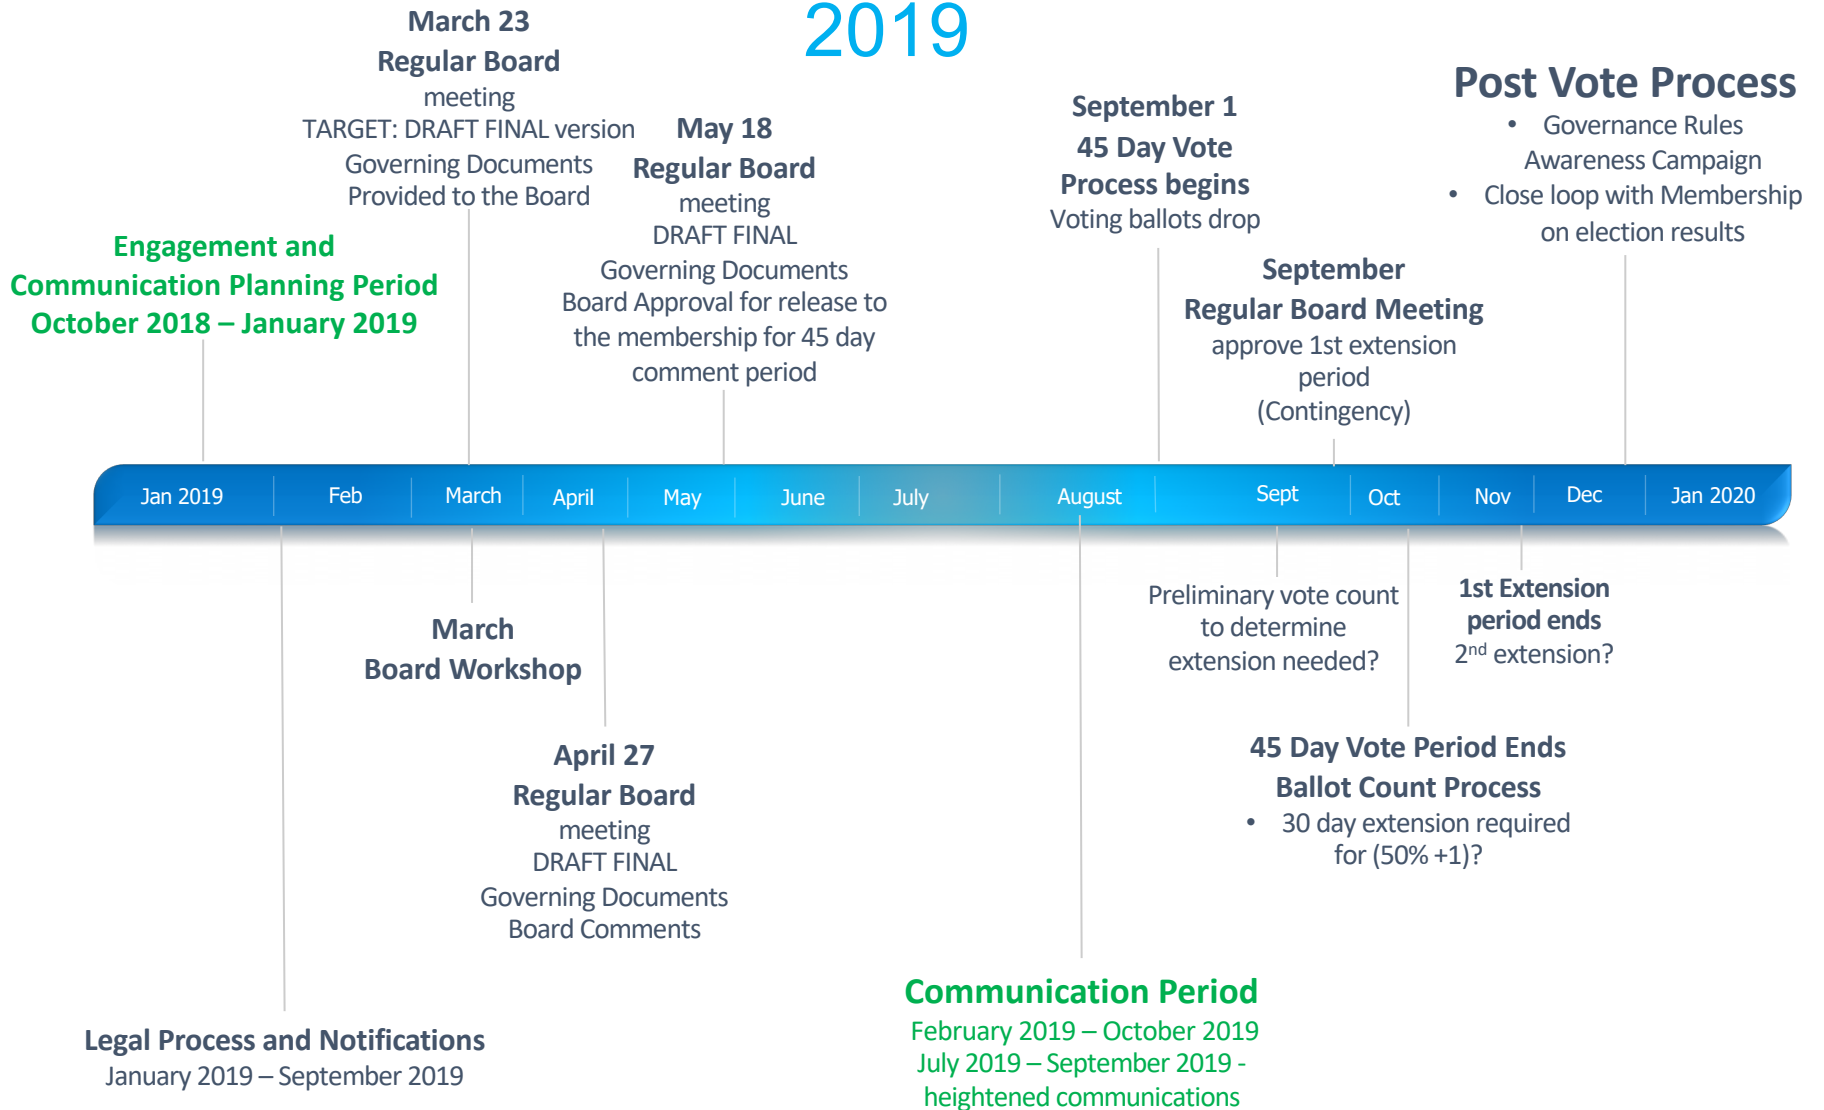 2019
March 23
Regular Board
meeting
TARGET: DRAFT FINAL version
Governing Documents
Provided to the Board
May 18
Regular Board
meeting
DRAFT FINAL
Governing Documents
Board Approval for release to
the membership for 45 day
comment period
September 1
45 Day Vote
Process begins
Voting ballots drop
Post Vote Process
• Governance Rules
Awareness Campaign
• Close loop with Membership
on election results
Engagement and
Communication Planning Period
October 2018 – January 2019
September
Regular Board Meeting
approve 1st extension
period
(Contingency)
Jan 2019
Feb
March
April
May
June
July
August
Sept
Oct
Nov
Dec
Jan 2020
March
Board Workshop
Preliminary vote count
to determine
extension needed?
1st Extension
period ends
2nd extension?
April 27
Regular Board
meeting
DRAFT FINAL
Governing Documents
Board Comments
45 Day Vote Period Ends
Ballot Count Process
• 30 day extension required
for (50% +1)?
Legal Process and Notifications
January 2019 – September 2019
Communication Period
February 2019 – October 2019
July 2019 – September 2019 -
heightened communications